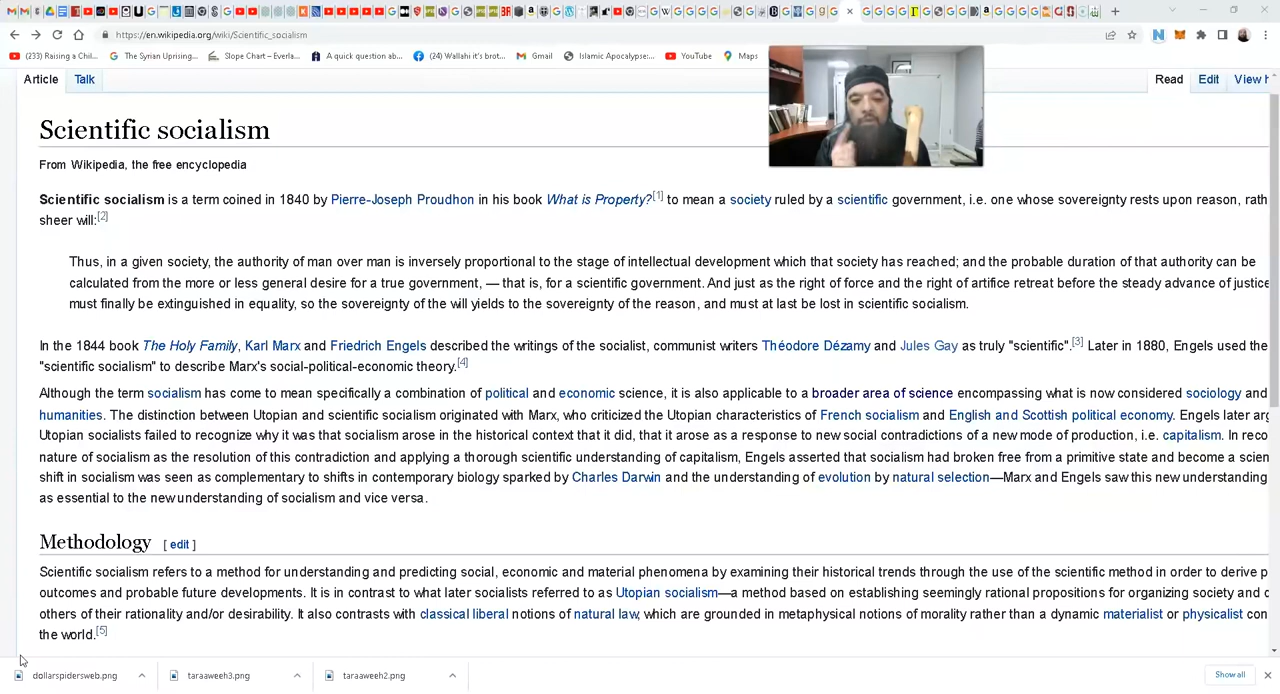 https://en.wikipedia.org/wiki/Scientific_socialism
(233) Raising a Chil...
The Syrian Uprising...
Slope Chart – Everla...
A quick question ab...
(24) Wallahi it's brot...
Gmail
Islamic Apocalypse:...
YouTube
Maps
Article
Talk
Read
Edit
View h
Scientific socialism
From Wikipedia, the free encyclopedia
Scientific socialism is a term coined in 1840 by Pierre-Joseph Proudhon in his book What is Property?[1] to mean a society ruled by a scientific government, i.e. one whose sovereignty rests upon reason, rath
sheer will:[2]
Thus, in a given society, the authority of man over man is inversely proportional to the stage of intellectual development which that society has reached; and the probable duration of that authority can be
calculated from the more or less general desire for a true government, — that is, for a scientific government. And just as the right of force and the right of artifice retreat before the steady advance of justice
must finally be extinguished in equality, so the sovereignty of the will yields to the sovereignty of the reason, and must at last be lost in scientific socialism.
In the 1844 book The Holy Family, Karl Marx and Friedrich Engels described the writings of the socialist, communist writers Théodore Dézamy and Jules Gay as truly "scientific".[3] Later in 1880, Engels used the
"scientific socialism" to describe Marx's social-political-economic theory.[4]
Although the term socialism has come to mean specifically a combination of political and economic science, it is also applicable to a broader area of science encompassing what is now considered sociology and
humanities. The distinction between Utopian and scientific socialism originated with Marx, who criticized the Utopian characteristics of French socialism and English and Scottish political economy. Engels later arg
Utopian socialists failed to recognize why it was that socialism arose in the historical context that it did, that it arose as a response to new social contradictions of a new mode of production, i.e. capitalism. In reco
nature of socialism as the resolution of this contradiction and applying a thorough scientific understanding of capitalism, Engels asserted that socialism had broken free from a primitive state and become a scien
shift in socialism was seen as complementary to shifts in contemporary biology sparked by Charles Darwin and the understanding of evolution by natural selection—Marx and Engels saw this new understanding
as essential to the new understanding of socialism and vice versa.
Methodology [ edit ]
Scientific socialism refers to a method for understanding and predicting social, economic and material phenomena by examining their historical trends through the use of the scientific method in order to derive p
outcomes and probable future developments. It is in contrast to what later socialists referred to as Utopian socialism—a method based on establishing seemingly rational propositions for organizing society and c
others of their rationality and/or desirability. It also contrasts with classical liberal notions of natural law, which are grounded in metaphysical notions of morality rather than a dynamic materialist or physicalist con
the world.[5]
dollarspidersweb.png
taraaweeh3.png
taraaweeh2.png
Show all